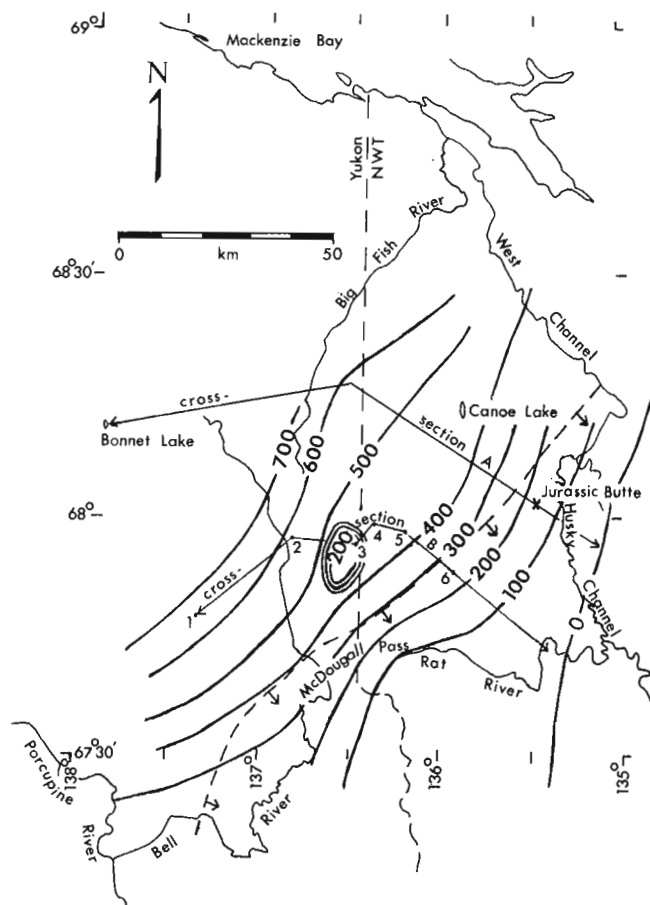 69°
Mackenzie Bay
N
Yukon
NWT
River
Fish
Big
West
Channel
0
50
km
68°30'
cross-
section
A
Bonnet Lake
Canoe Lake
700
600
500
400
300
200
100
0
Jurassic Butte
Husky
Channel
68°
section
B
cross-
1
2
3
4
5
6
200
McDougall
Pass
Rat
River
67°30'
138°
137°
136°
135°
Porcupine
River
Bell
River